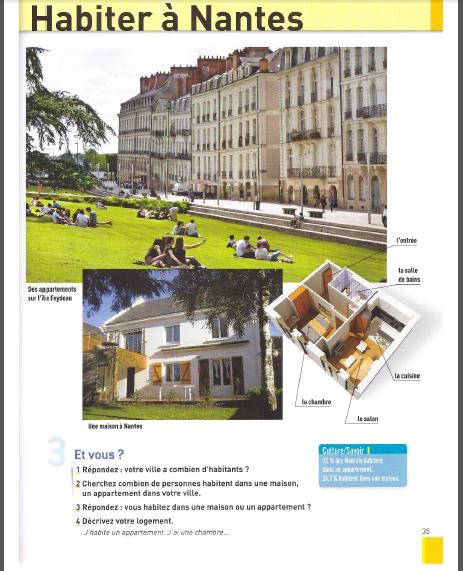 Habiter à Nantes
l'entrée
la salle
de bains
Des appartements
sur l'île Feydeau
la cuisine
la chambre
le salon
Une maison à Nantes
3 Et vous ?
1 Répondez : votre ville a combien d'habitants ?
2 Cherchez combien de personnes habitent dans une maison,
un appartement dans votre ville.
3 Répondez : vous habitez dans une maison ou un appartement ?
4 Décrivez votre logement.
J'habite un appartement. J'ai une chambre...
Culture/Savoir
% des Nantais habitent
dans un appartement.
habitent dans une maison.
35